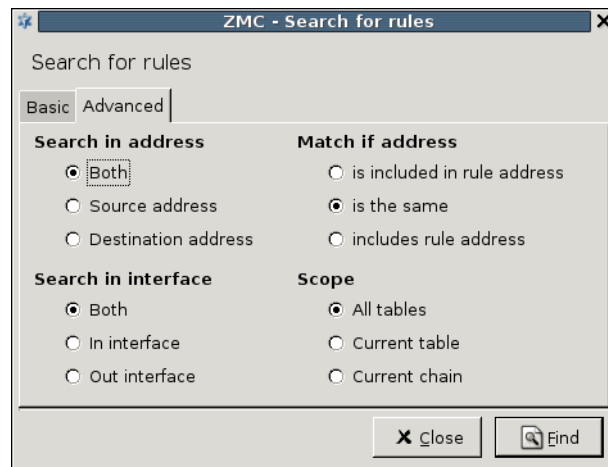 ZMC - Search for rules
Search for rules
Basic Advanced
Search in address
Both
Source address
Destination address
Match if address
is included in rule address
is the same
includes rule address
Search in interface
Both
In interface
Out interface
Scope
All tables
Current table
Current chain
Close
Find